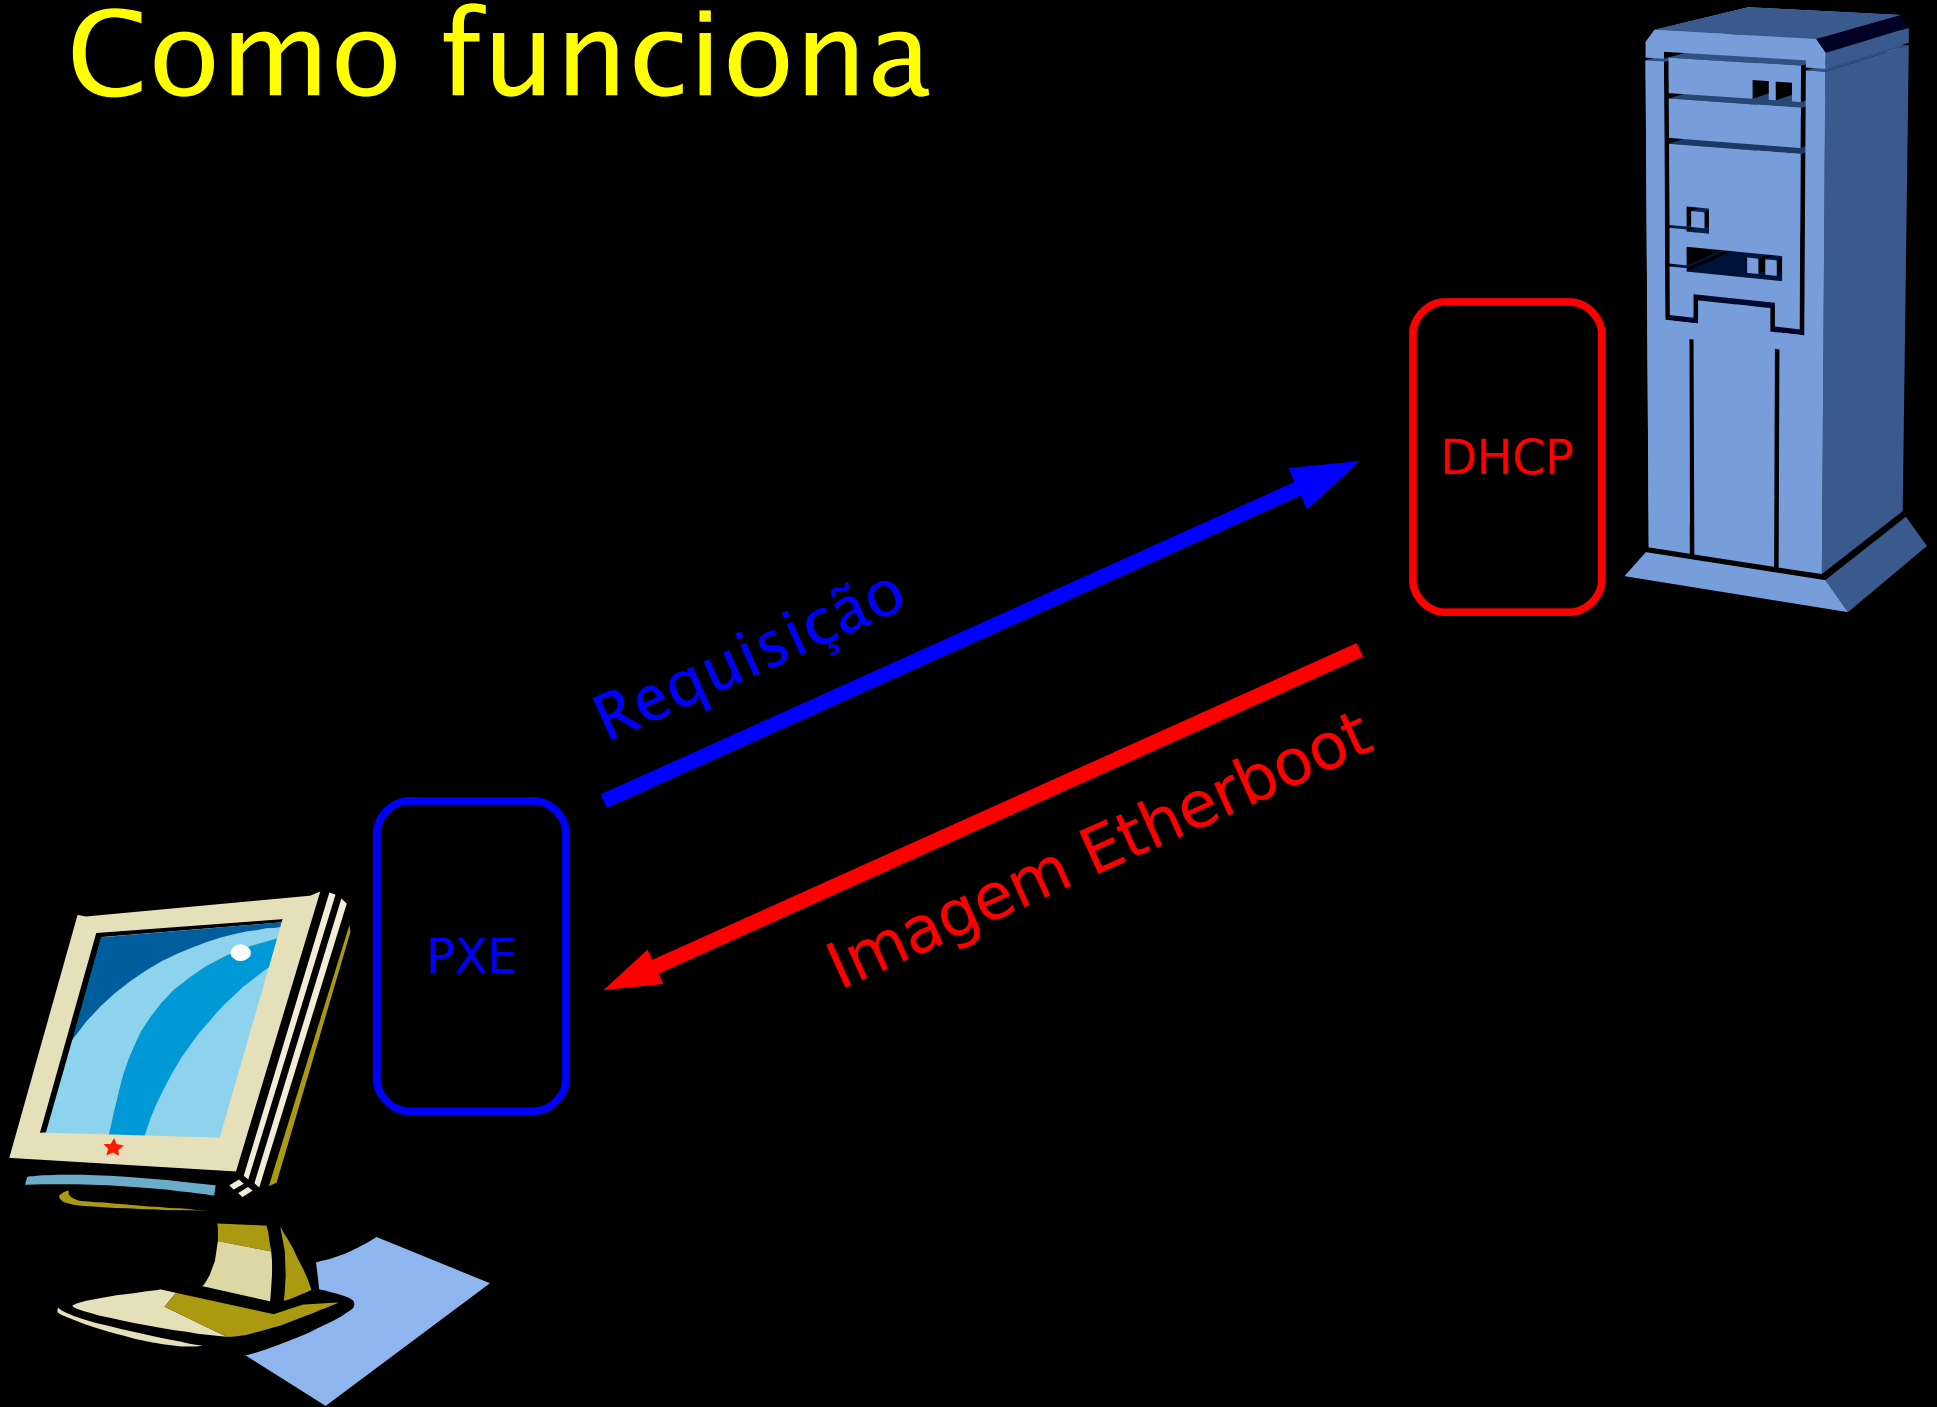 Como funciona
DHCP
Requisição
Imagem Etherboot
PXE